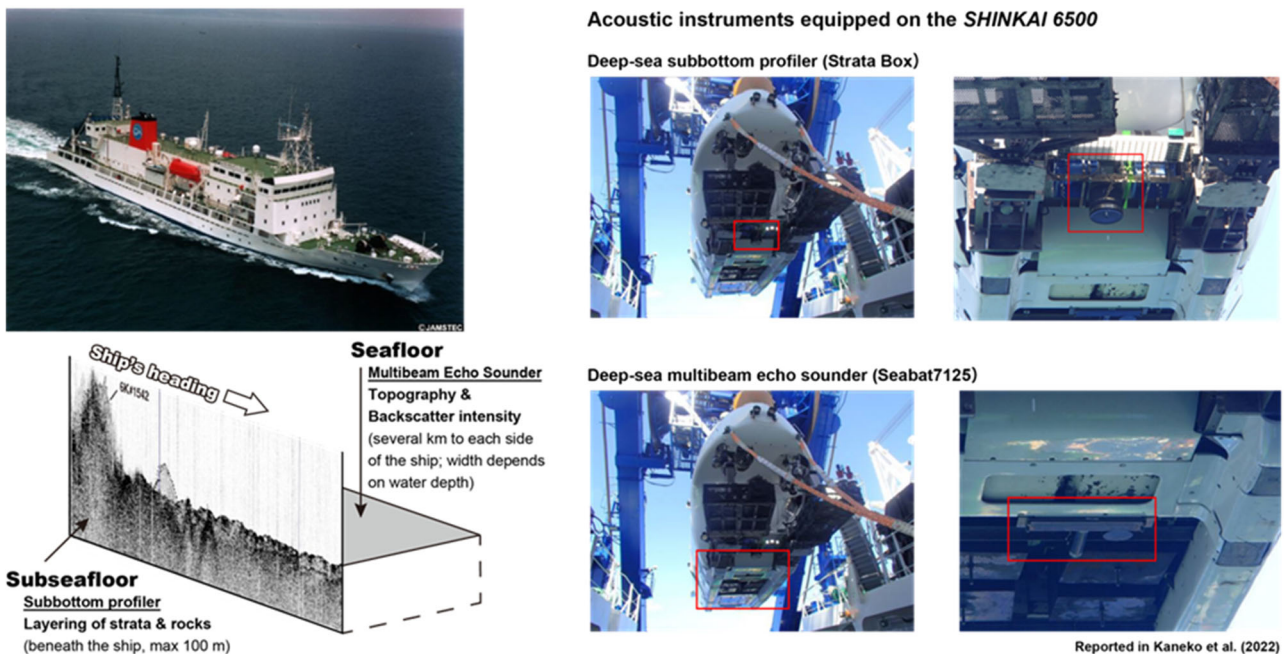 ©JAMSTEC
Ship's heading
6K#1542
Seafloor
Multibeam Echo Sounder
Topography &
Backscatter intensity
(several km to each side
of the ship; width depends
on water depth)
Subseafloor
Subbottom profiler
Layering of strata & rocks
(beneath the ship, max 100 m)
Acoustic instruments equipped on the SHINKAI 6500
Deep-sea subbottom profiler (Strata Box)
Deep-sea multibeam echo sounder (Seabat7125)
Reported in Kaneko et al. (2022)